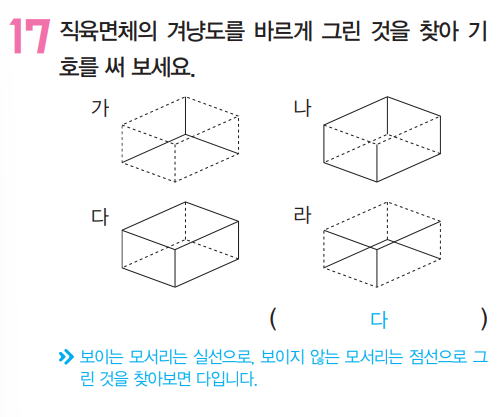 17 직육면체의 겨냥도를 바르게 그린 것을 찾아 기
호를 써 보세요.
가 나
다 라
( 다 )
보이는 모서리는 실선으로, 보이지 않는 모서리는 점선으로 그
린 것을 찾아보면 다입니다.